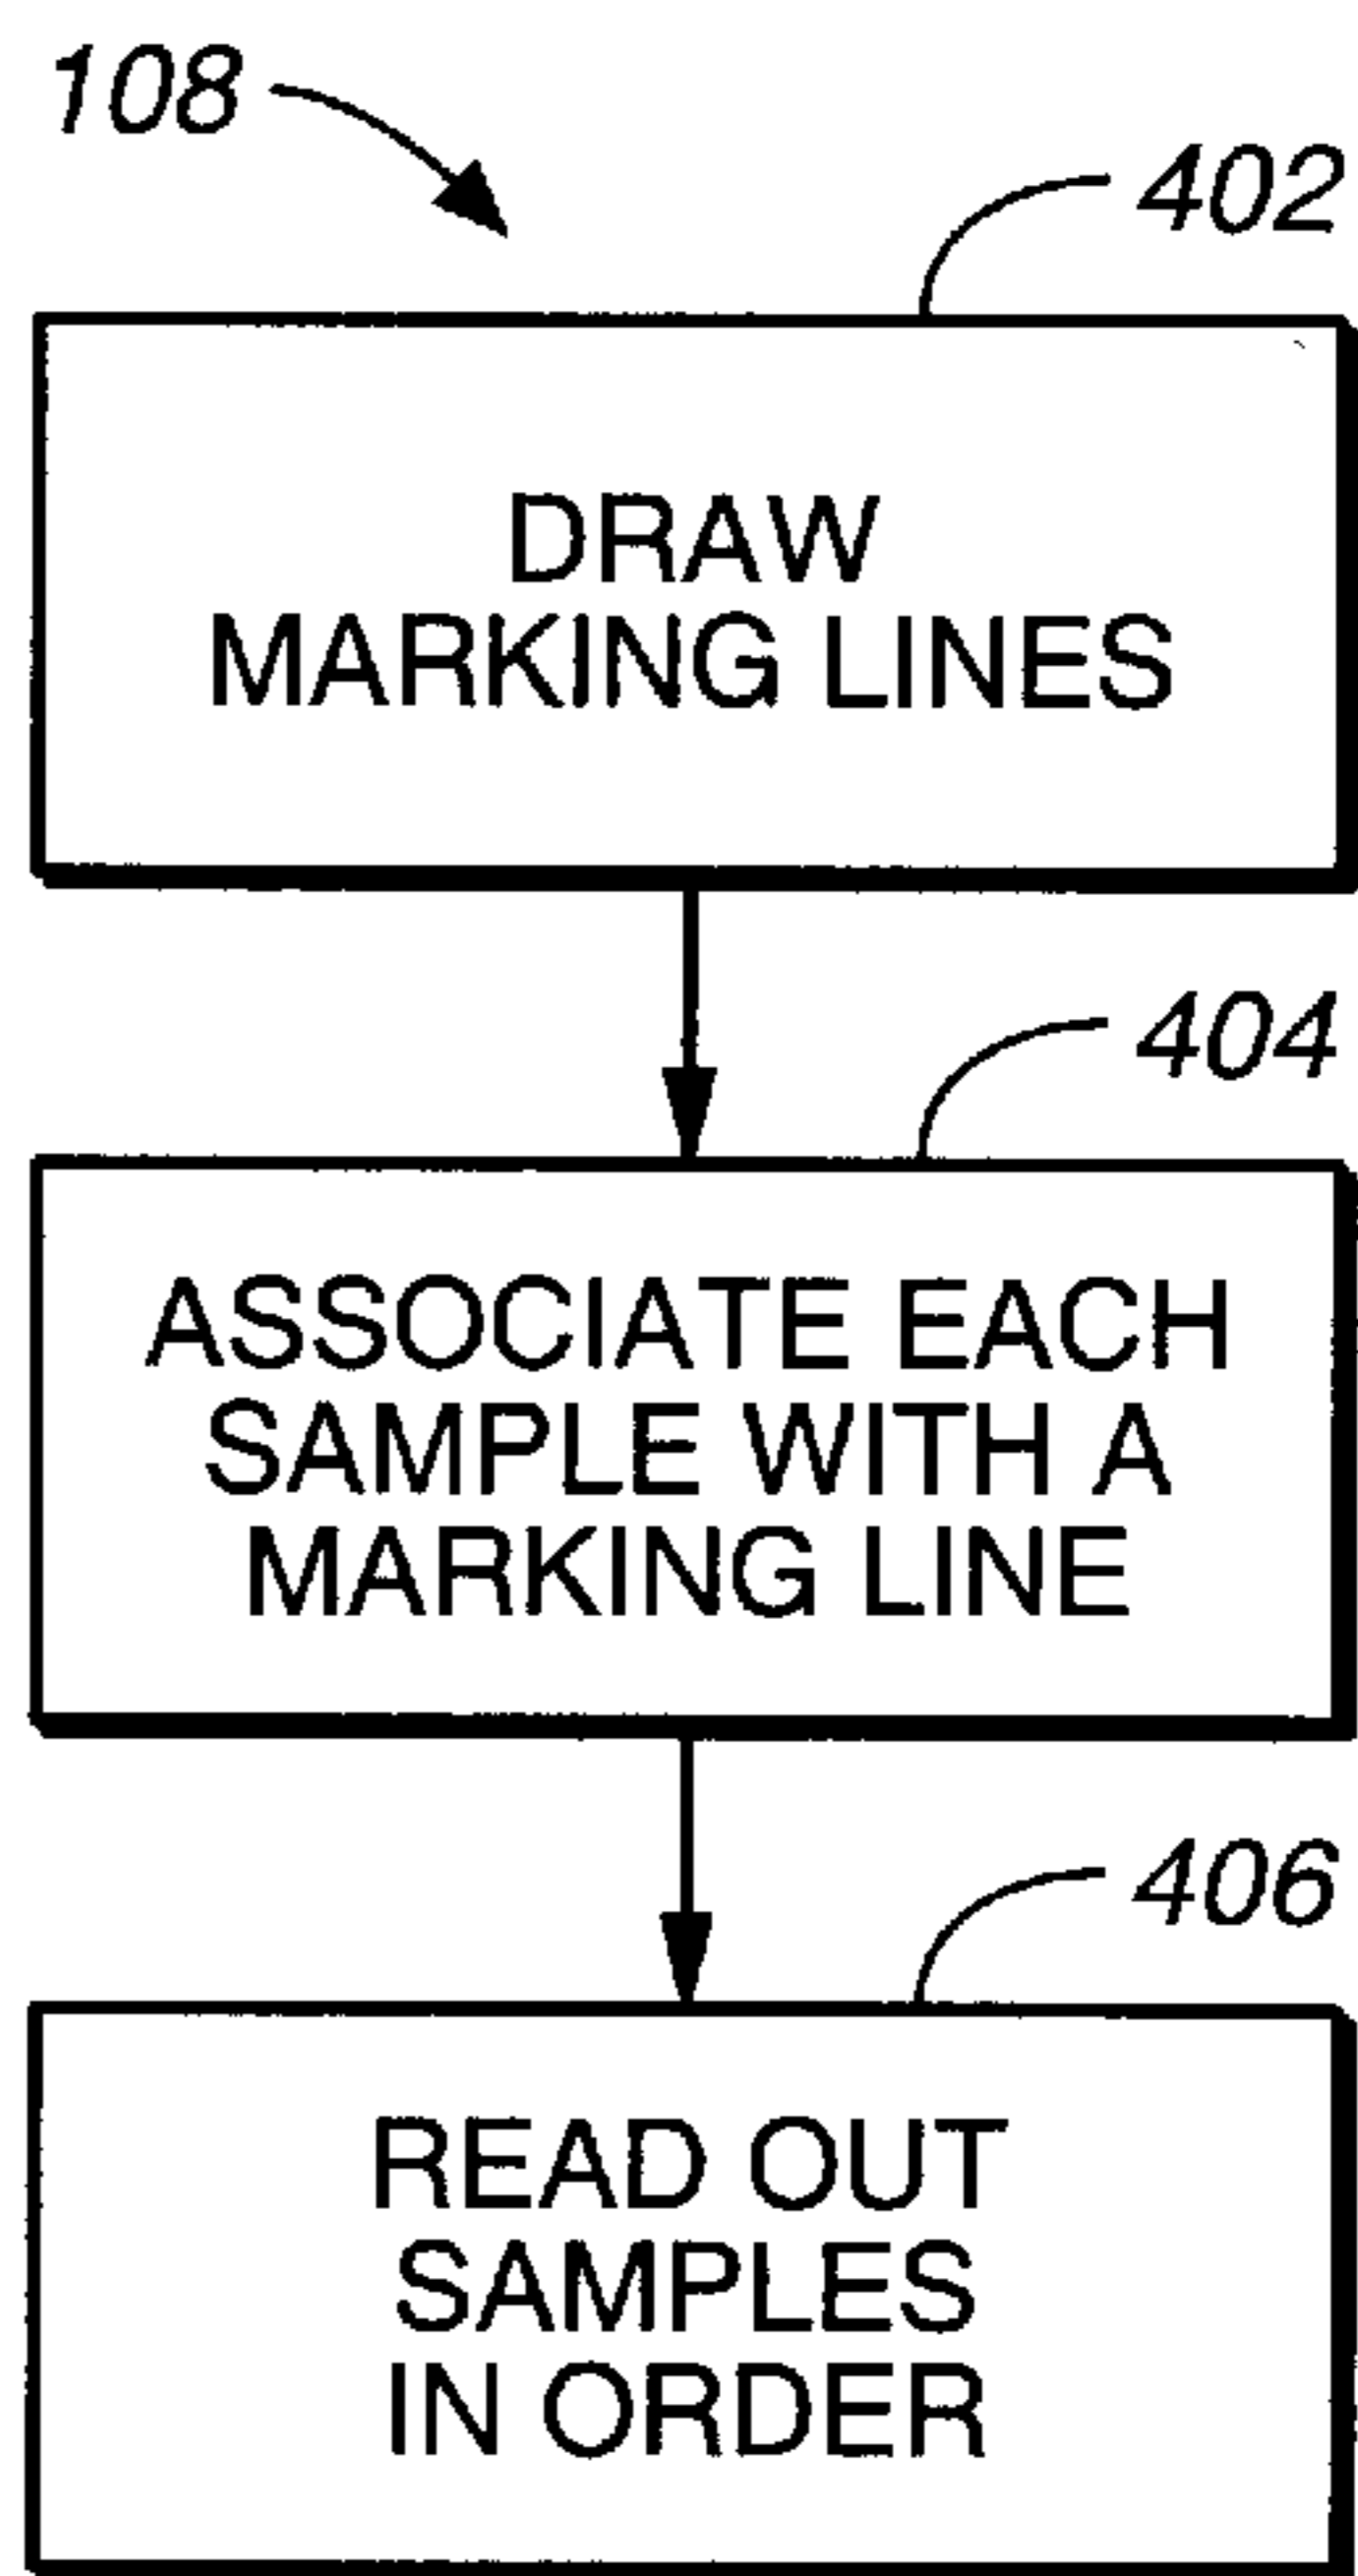 108
402
DRAW
MARKING LINES
404
ASSOCIATE EACH
SAMPLE WITH A
MARKING LINE
406
READ OUT
SAMPLES
IN ORDER